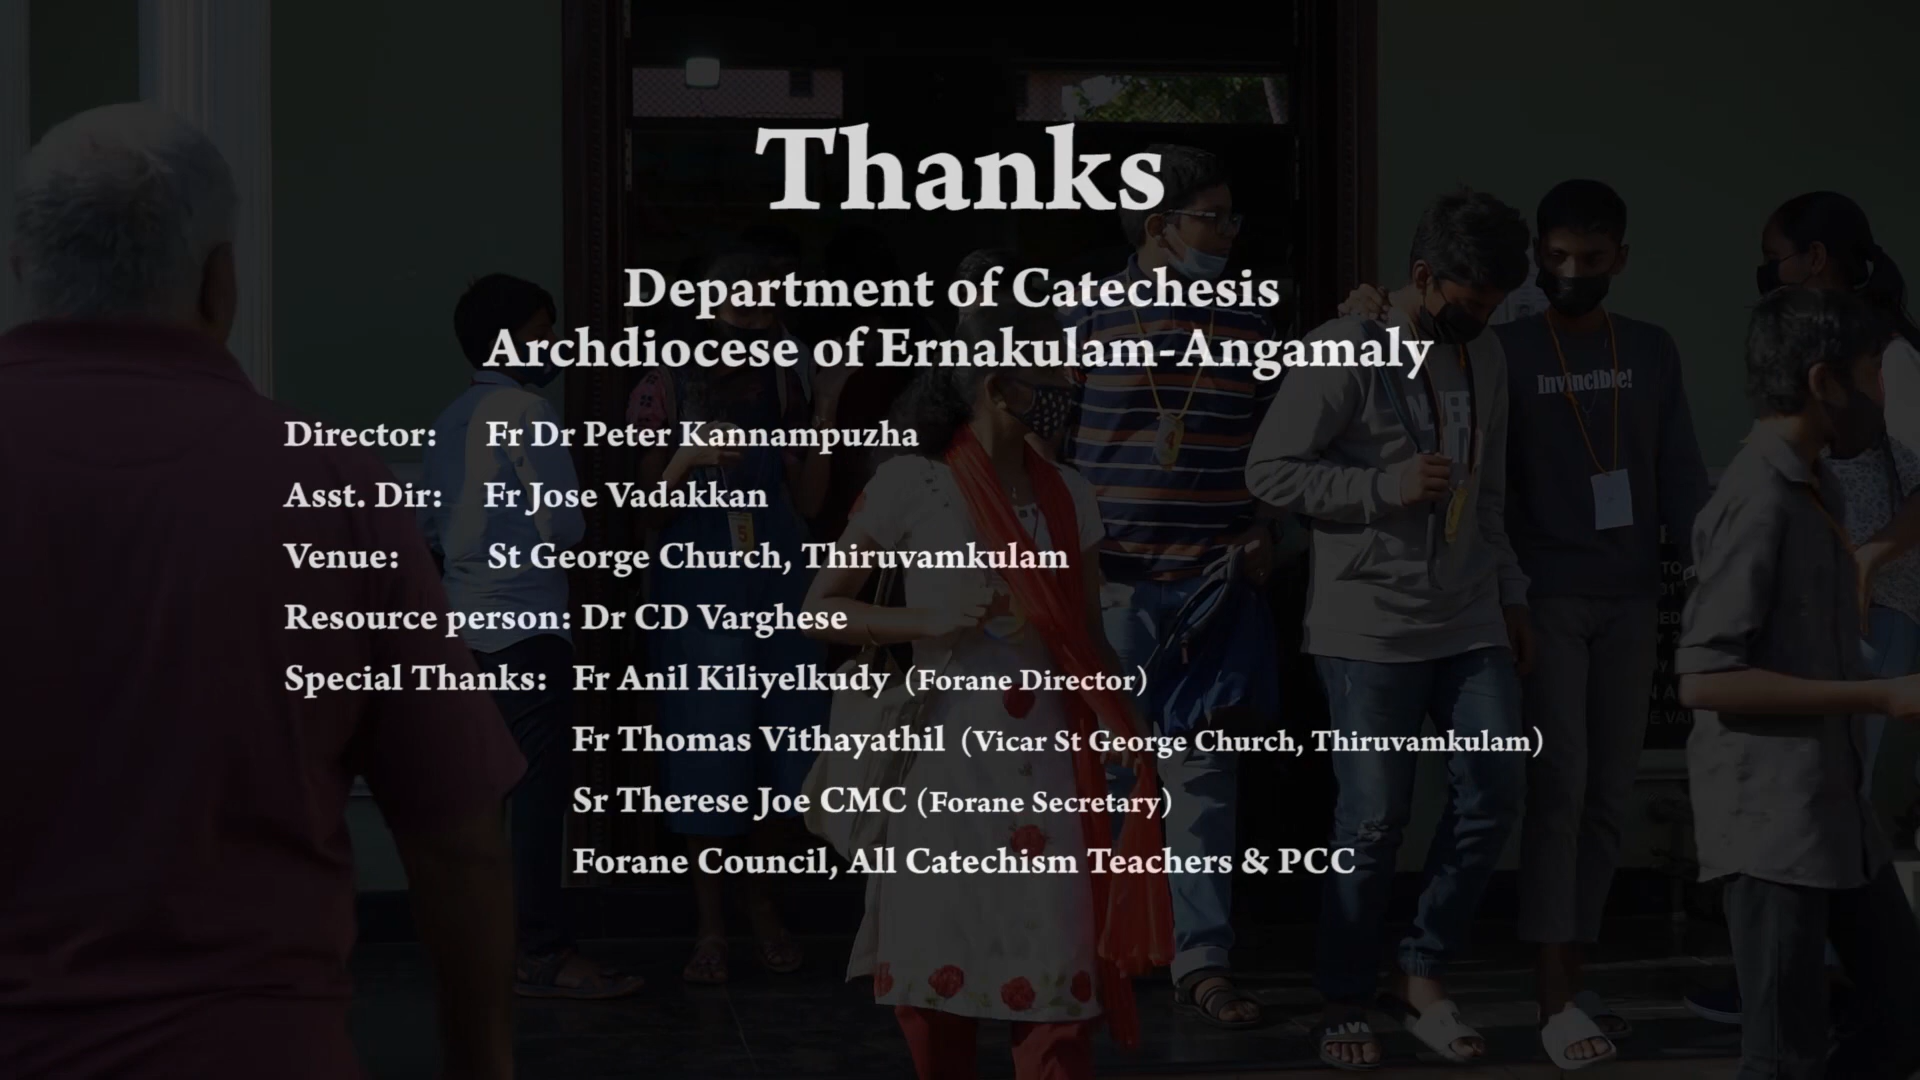 Thanks
Department of Catechesis
Archdiocese of Ernakulam-Angamaly
Director: Fr Dr Peter Kannampuzha
Asst. Dir: Fr Jose Vadakkan
Venue: St George Church, Thiruvamkulam
Resource person: Dr CD Varghese
Special Thanks: Fr Anil Kiliyelkudy (Forane Director)
Fr Thomas Vithayathil (Vicar St George Church, Thiruvamkulam)
Sr Therese Joe CMC (Forane Secretary)
Forane Council, All Catechism Teachers & PCC
Invincible!
4
5